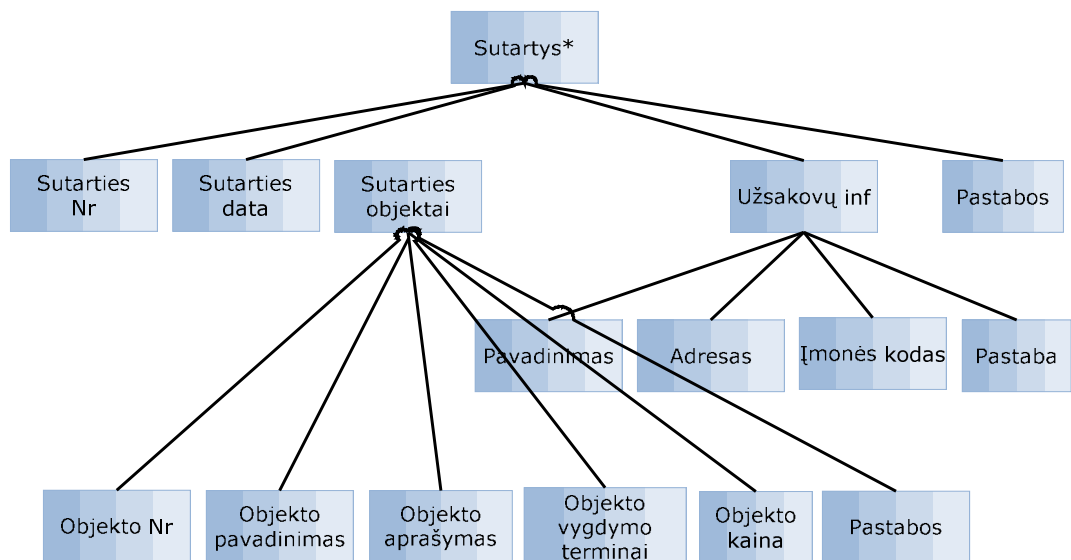 Sutartys*
Sutarties
Nr
Sutarties
data
Sutarties
objektai
Užsakovų inf
Pastabos
Pavadinimas
Adresas
Įmonės kodas
Pastaba
Objekto Nr
Objekto
pavadinimas
Objekto
aprašymas
Objekto
vygdymo
terminai
Objekto
kaina
Pastabos